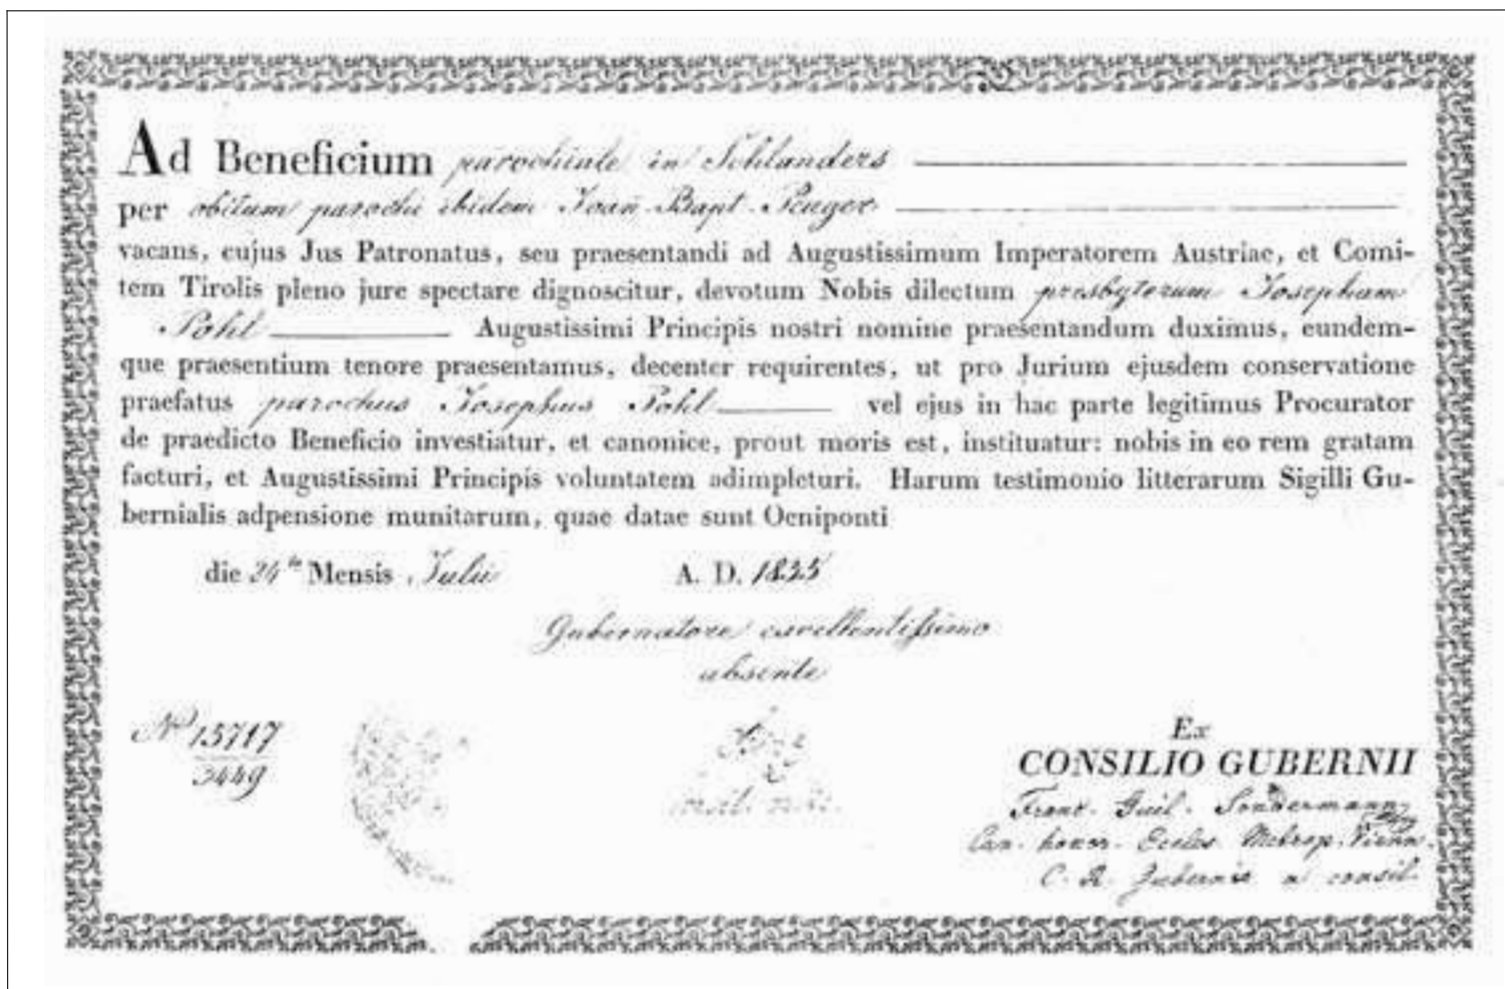 Ad Beneficium parochiale in Schlanders
per obitum parochi ibidem Joañ Bapt.
vacans, cujus Jus Patronatus, seu praesentandi ad Augustissimum Imperatorem Austriae, et Comi-
tem Tirolis pleno jure spectare dignoscitur, devotum Nobis dilectum presbyterum Josephum
Pohl Augustissimi Principis nostri nomine praesentandum duximus, eundem-
que praesentium tenore praesentamus, decenter requirentes, ut pro Jurium ejusdem conservatione
praefatus parochus Josephus Pohl vel ejus in hac parte legitimus Procurator
de praedicto Beneficio investiatur, et canonice, prout moris est, instituatur: nobis in eo rem gratam
facturi, et Augustissimi Principis voluntatem adimpleturi. Harum testimonio litterarum Sigilli Gu-
bernialis adpensione munitarum, quae datae sunt Oeniponti
die 24 te Mensis Julii A. D. 1835
Gubernatore excellentissimo
absente
No 13717
3449
Ex
CONSILIO GUBERNII
Franc. Guil. Sondermann
Can. honor. Eccles. Metrop. Vienn.
C. R. Gubernii a consil.